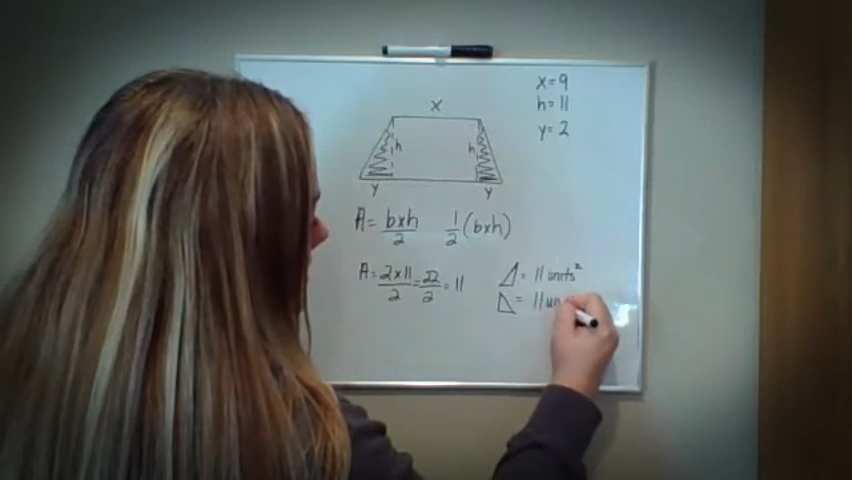 x
x=9
h=11
y=2
h
h
y
y
A= bxh/2 1/2 (bxh)
A= 2x11/2 = 22/2 = 11
= 11 units²
= 11 un